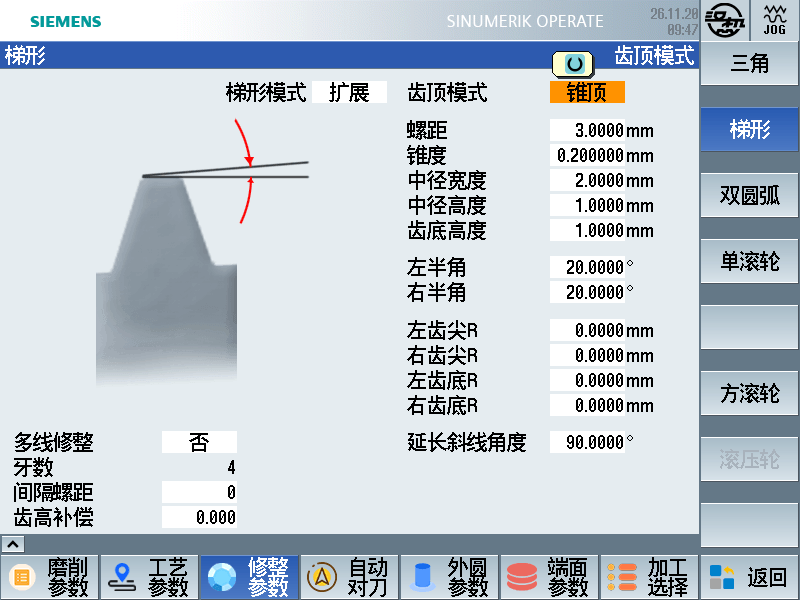 SIEMENS
SINUMERIK OPERATE
26.11.20
09:47
JOG
梯形
齿顶模式
梯形模式 扩展
齿顶模式 锥顶
螺距 3.0000mm
锥度 0.200000mm
中径宽度 2.0000mm
中径高度 1.0000mm
齿底高度 1.0000mm
左半角 20.0000°
右半角 20.0000°
左齿尖R 0.0000mm
右齿尖R 0.0000mm
左齿底R 0.0000mm
右齿底R 0.0000mm
延长斜线角度 90.0000°
多线修整 否
牙数 4
间隔螺距 0
齿高补偿 0.000
三角
梯形
双圆弧
单滚轮
方滚轮
滚压轮
磨削
参数
工艺
参数
修整
参数
自动
对刀
外圆
参数
端面
参数
加工
选择
返回